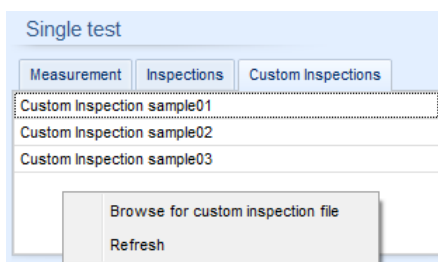 Single test
Measurement Inspections Custom Inspections
Custom Inspection sample01
Custom Inspection sample02
Custom Inspection sample03
Browse for custom inspection file
Refresh